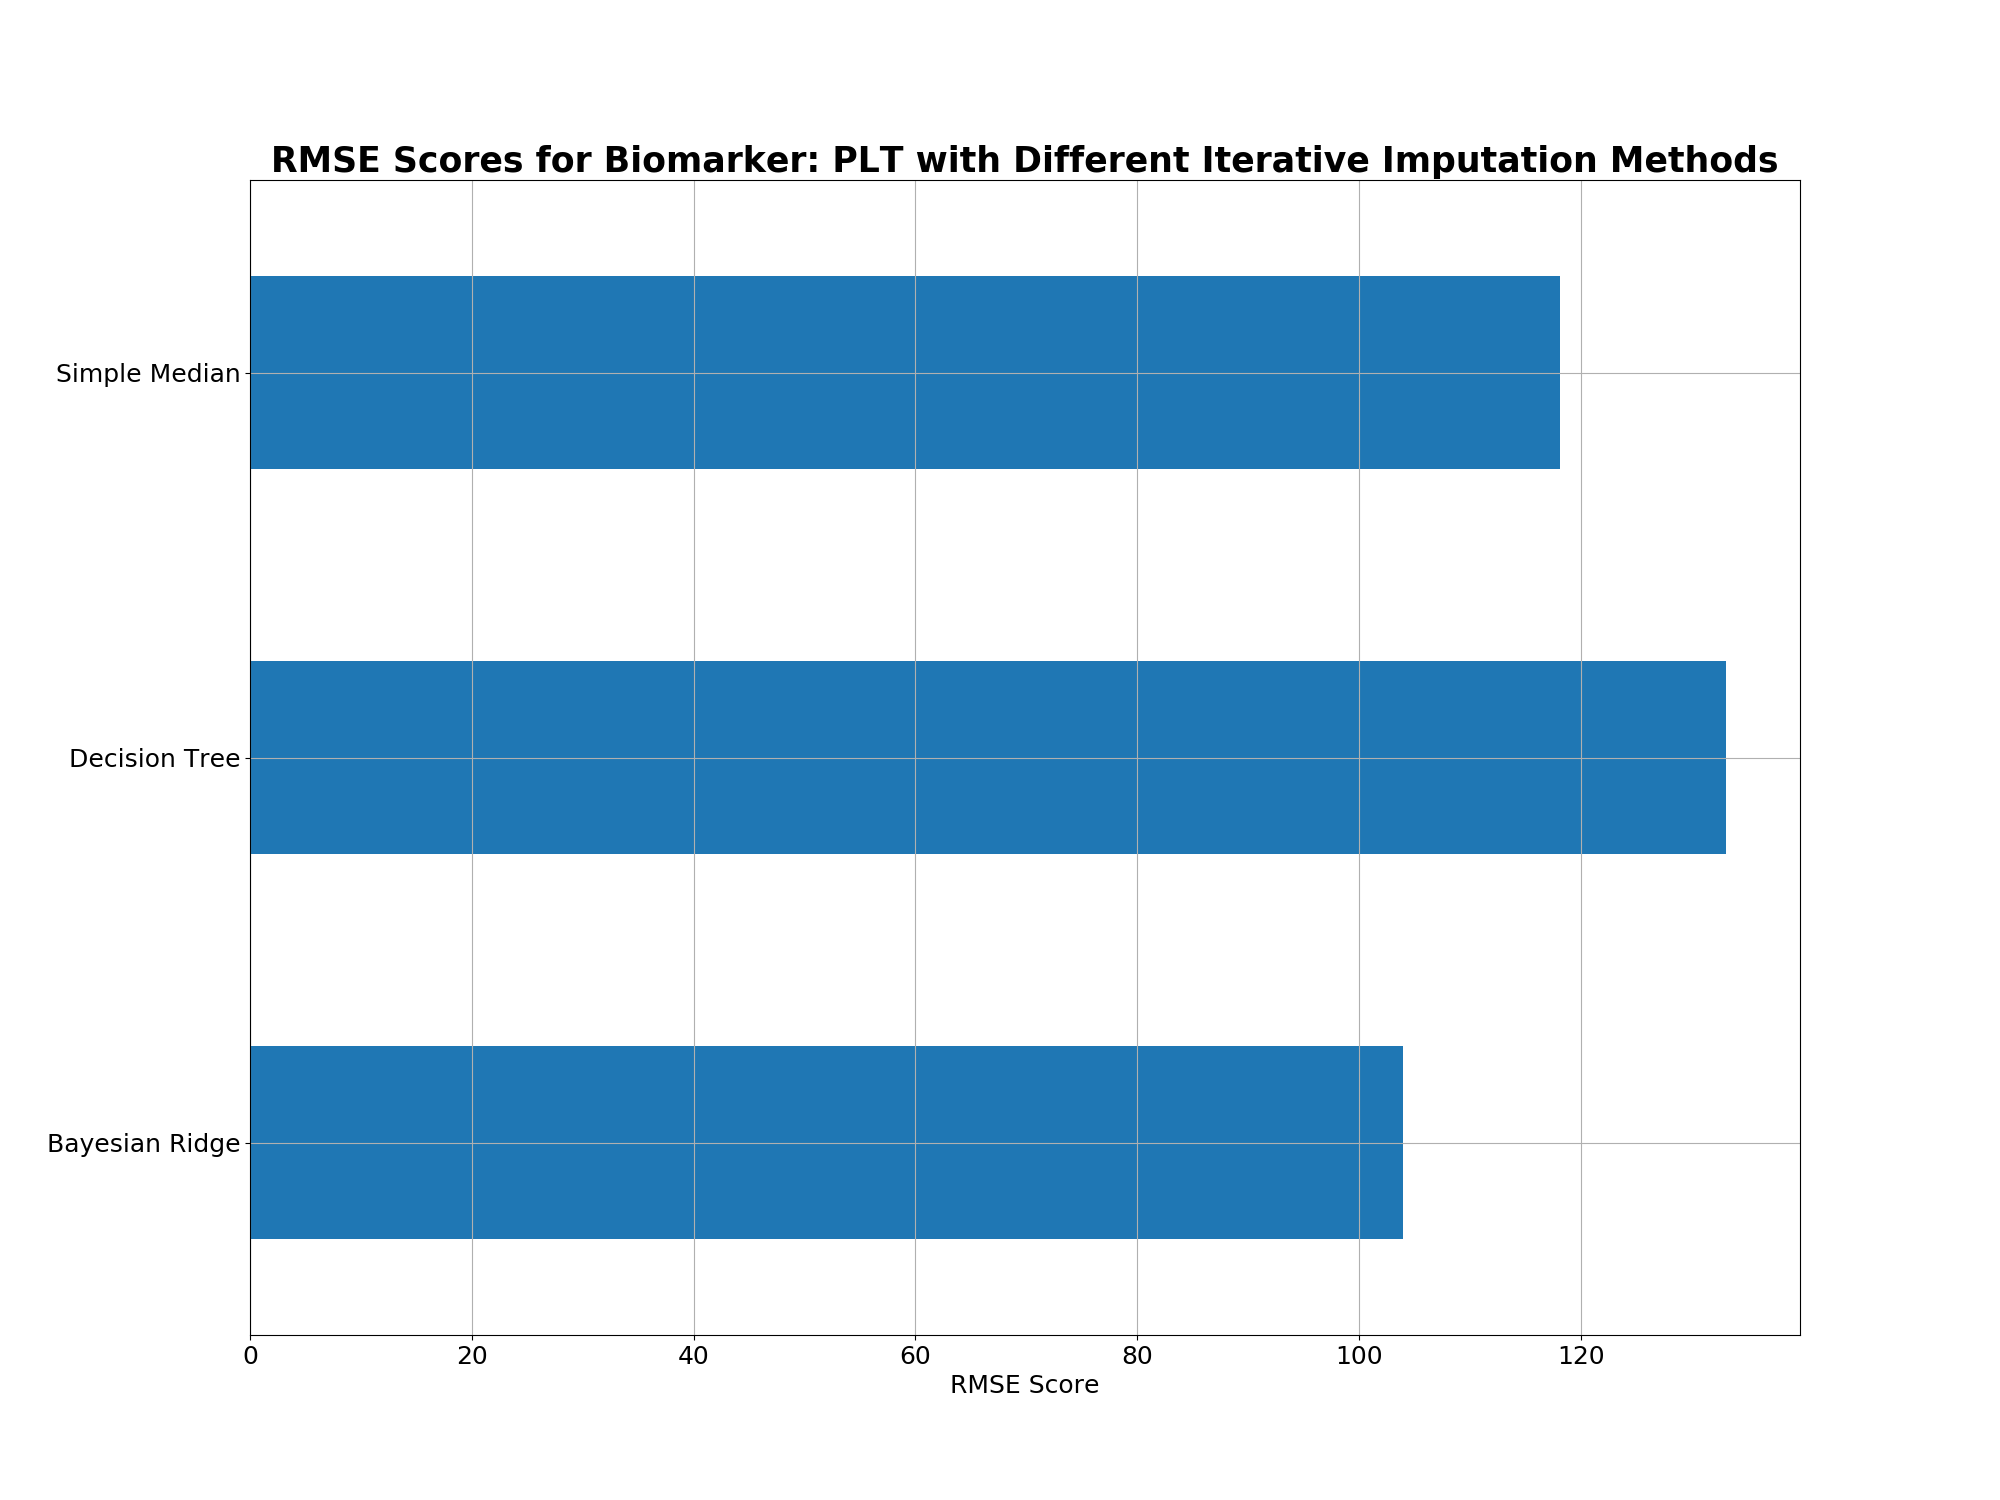 RMSE Scores for Biomarker: PLT with Different Iterative Imputation Methods
Simple Median
Decision Tree
Bayesian Ridge
0 20 40 60 80 100 120
RMSE Score